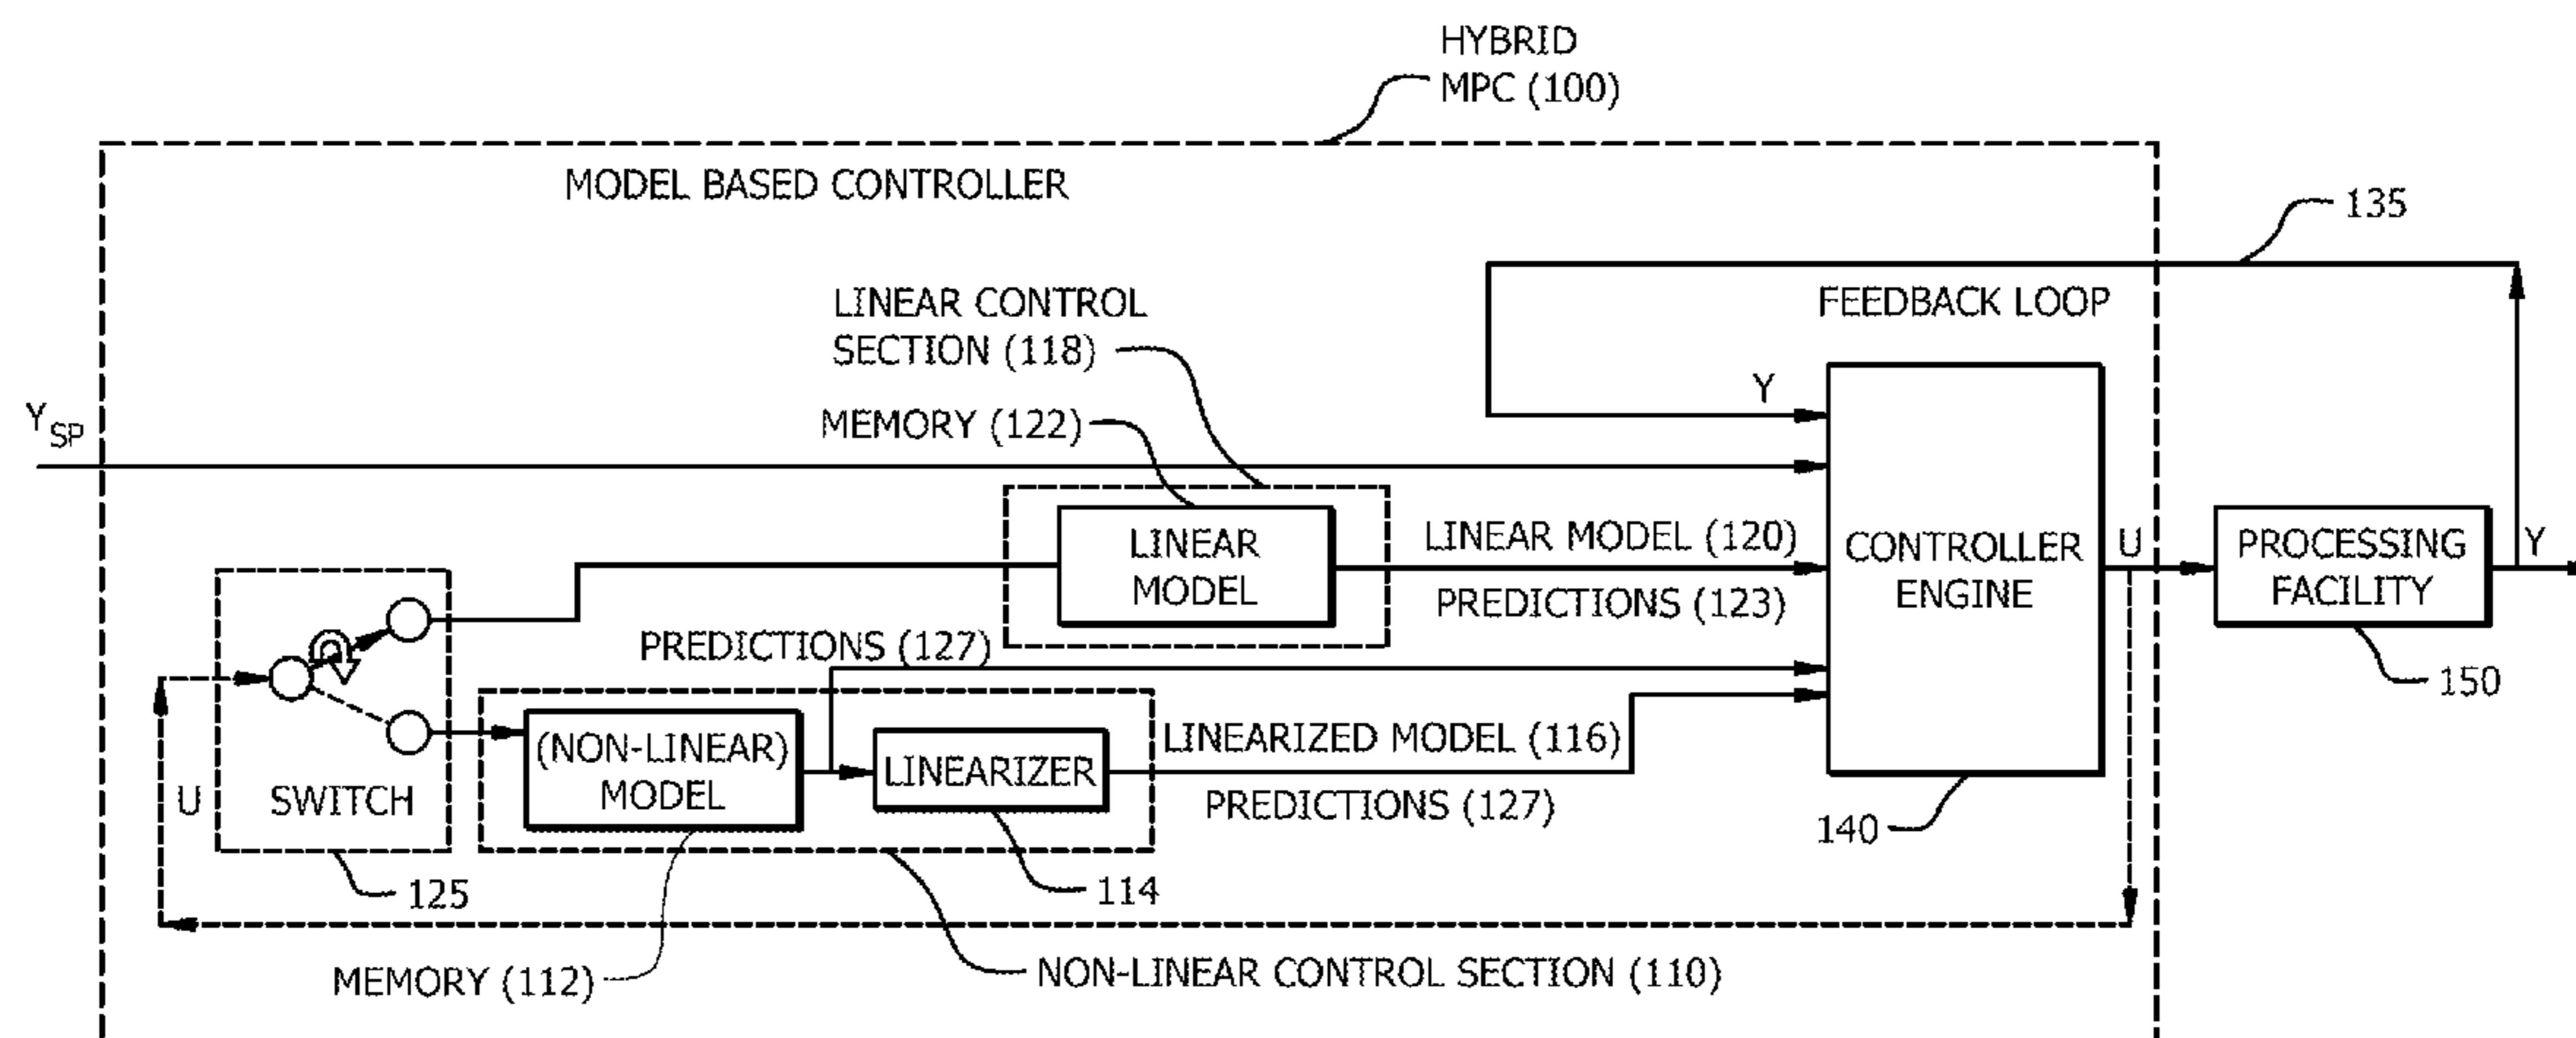 HYBRID
MPC (100)
MODEL BASED CONTROLLER
135
FEEDBACK LOOP
LINEAR CONTROL
SECTION (118)
Y
MEMORY (122)
YSP
LINEAR
MODEL
LINEAR MODEL (120)
PREDICTIONS (123)
CONTROLLER
ENGINE
U
PROCESSING
FACILITY
Y
PREDICTIONS (127)
150
(NON-LINEAR)
MODEL
LINEARIZER
LINEARIZED MODEL (116)
PREDICTIONS (127)
U
SWITCH
140
125
114
MEMORY (112)
NON-LINEAR CONTROL SECTION (110)